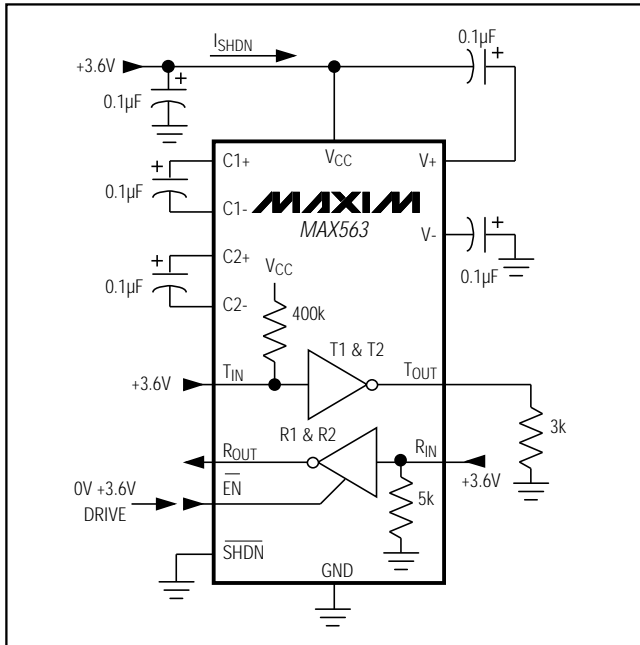 0.1µF
+
ISHDN
+3.6V
+
0.1µF
C1+
VCC
V+
+
0.1µF
C1-
MAXIM
MAX563
V-
+
0.1µF
+
C2+
0.1µF
C2-
VCC
400k
T1 & T2
+3.6V
TIN
TOUT
3k
R1 & R2
ROUT
RIN
+3.6V
0V +3.6V
DRIVE
EN
5k
SHDN
GND